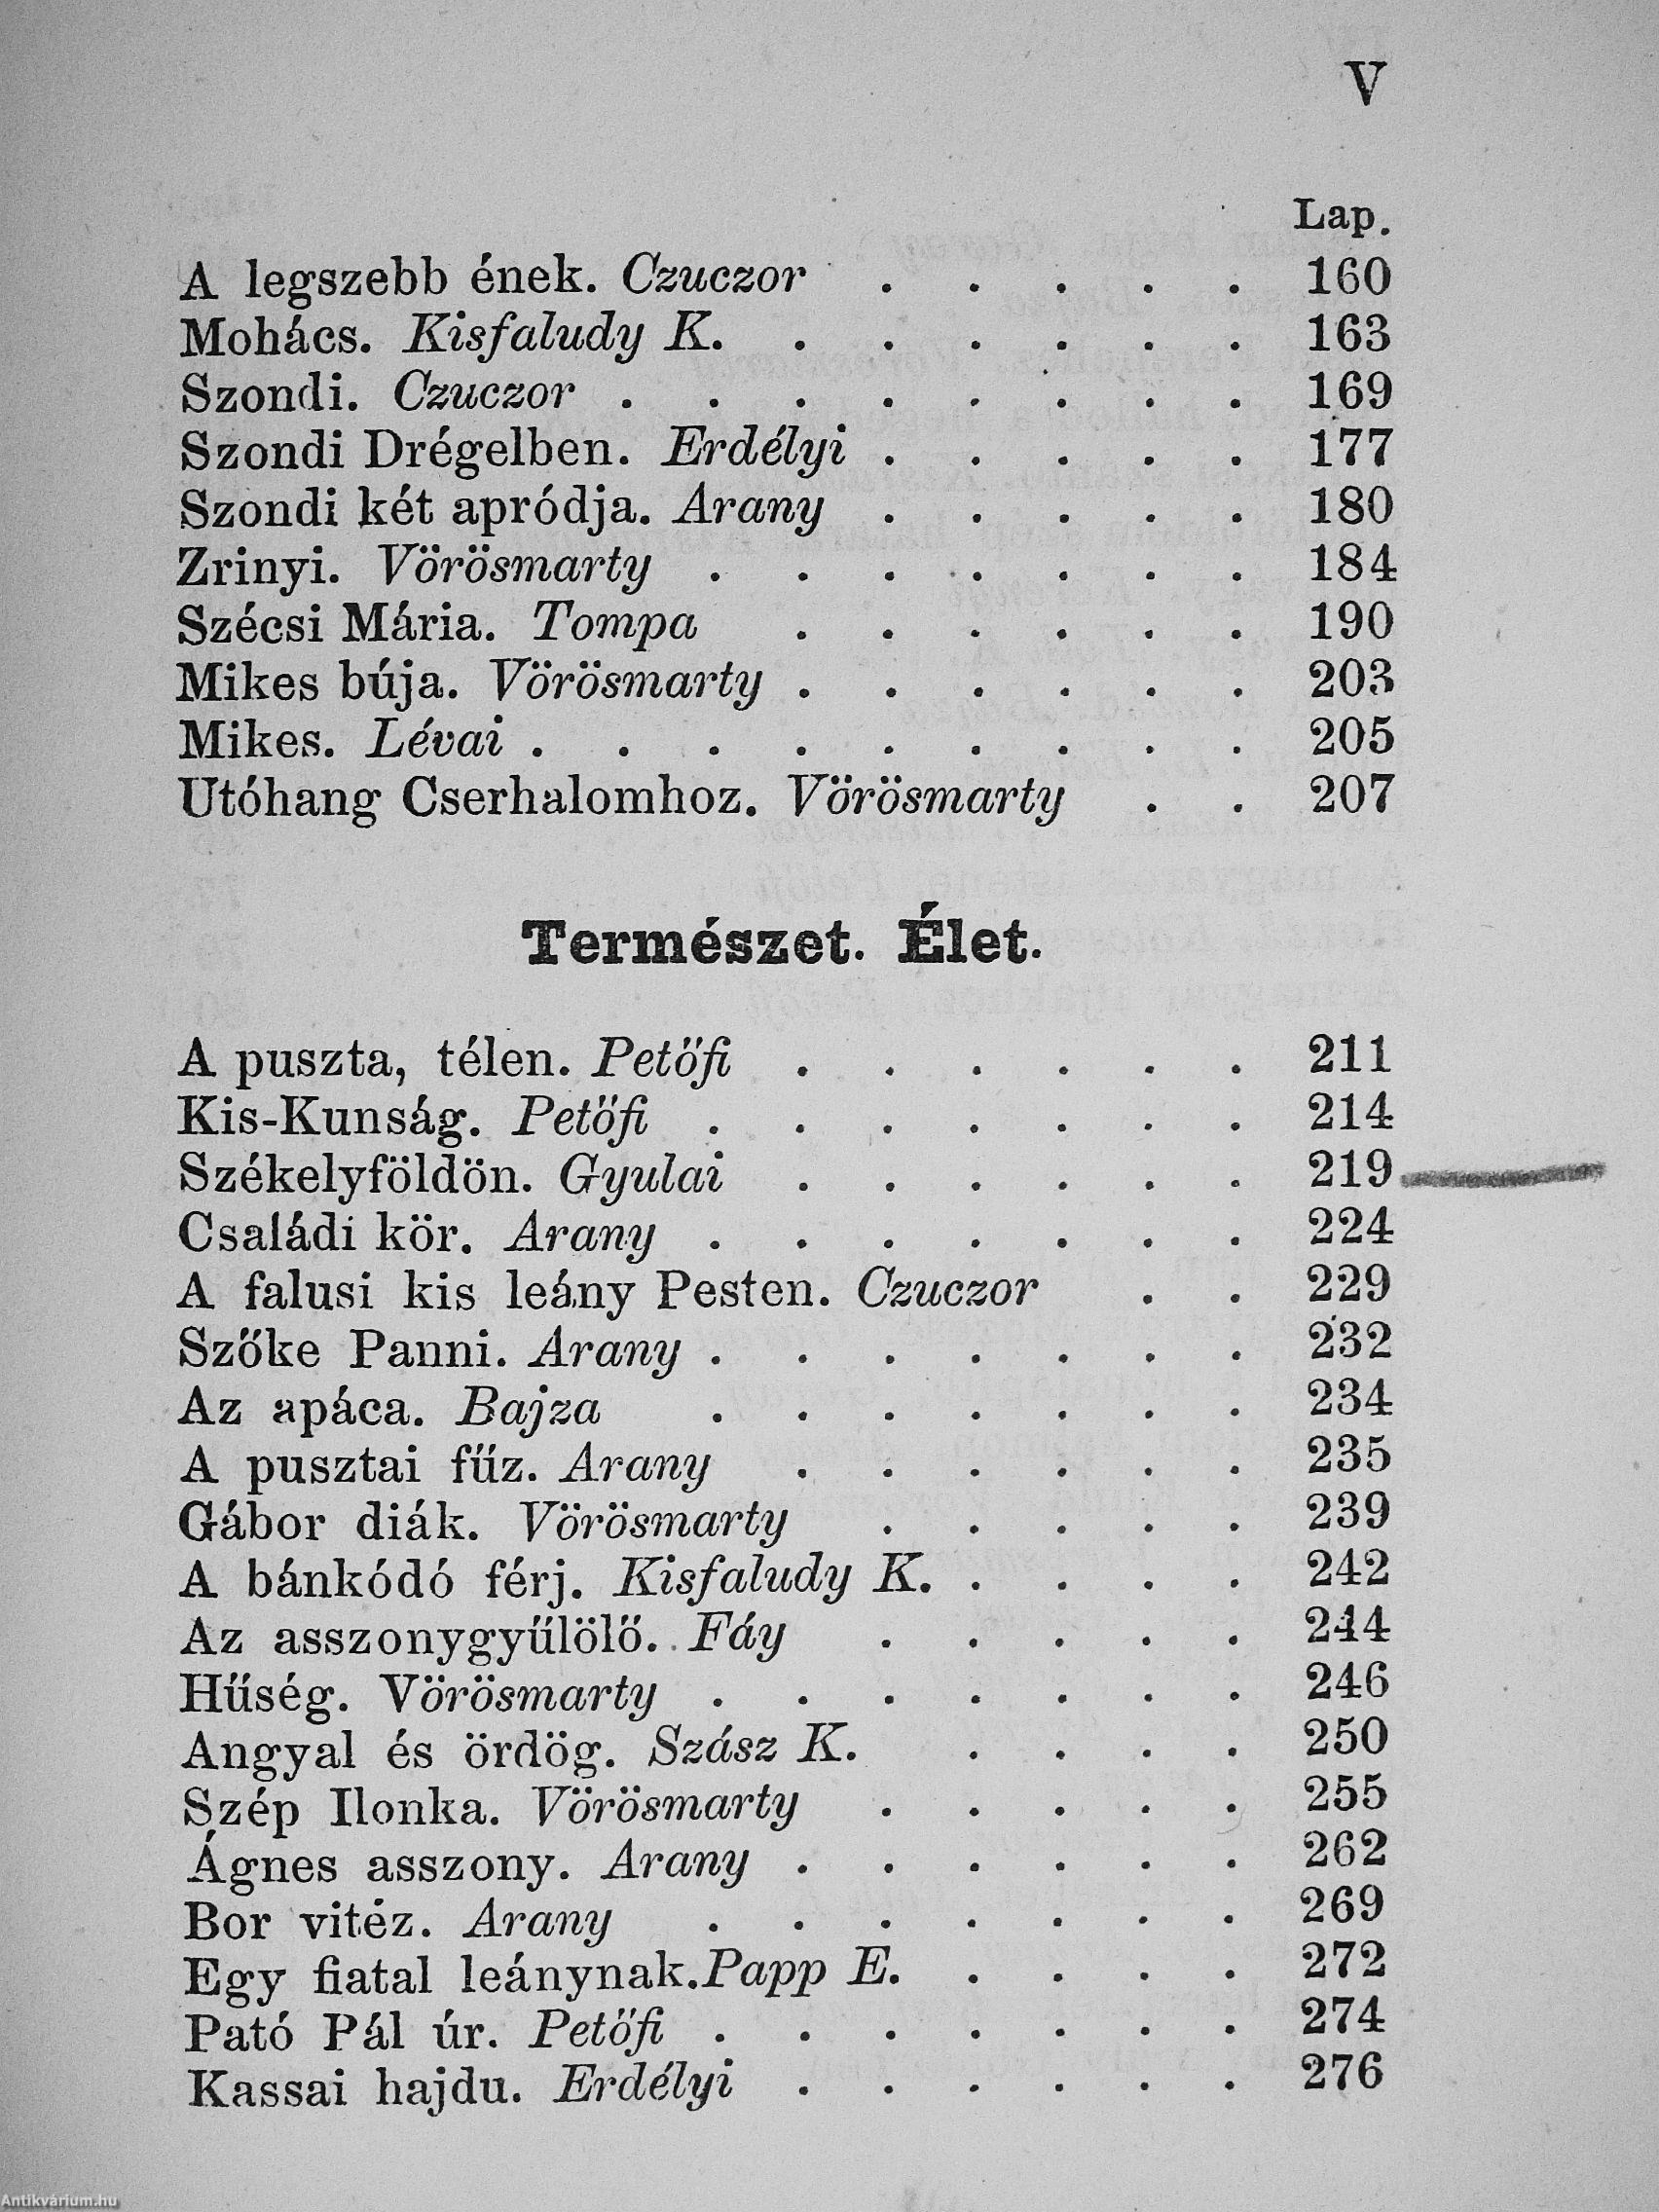 V
Lap.
A legszebb ének. Czuczor . . . . . 160
Mohács. Kisfaludy K. . . . . . . 163
Szondi. Czuczor . . . . . . . . 169
Szondi Drégelben. Erdélyi . . . . . 177
Szondi két apródja. Arany . . . . . 180
Zrinyi. Vörösmarty . . . . . . . 184
Szécsi Mária. Tompa . . . . . . 190
Mikes búja. Vörösmarty . . . . . . 203
Mikes. Lévai . . . . . . . . . 205
Utóhang Cserhalomhoz. Vörösmarty . . 207
Természet. Élet.
A puszta, télen. Petőfi . . . . . . 211
Kis-Kunság. Petőfi . . . . . . . 214
Székelyföldön. Gyulai . . . . . . 219
Családi kör. Arany . . . . . . . 224
A falusi kis leány Pesten. Czuczor . . 229
Szőke Panni. Arany . . . . . . . 232
Az apáca. Bajza . . . . . . . 234
A pusztai fűz. Arany . . . . . . 235
Gábor diák. Vörösmarty . . . . . 239
A bánkódó férj. Kisfaludy K. . . . . 242
Az asszonygyűlölő. Fáy . . . . . 244
Hűség. Vörösmarty . . . . . . . 246
Angyal és ördög. Szász K. . . . . 250
Szép Ilonka. Vörösmarty . . . . . 255
Ágnes asszony. Arany . . . . . . 262
Bor vitéz. Arany . . . . . . . 269
Egy fiatal leánynak. Papp E. . . . . 272
Pató Pál úr. Petőfi . . . . . . . 274
Kassai hajdu. Erdélyi . . . . . . 276
Antikvárium.hu